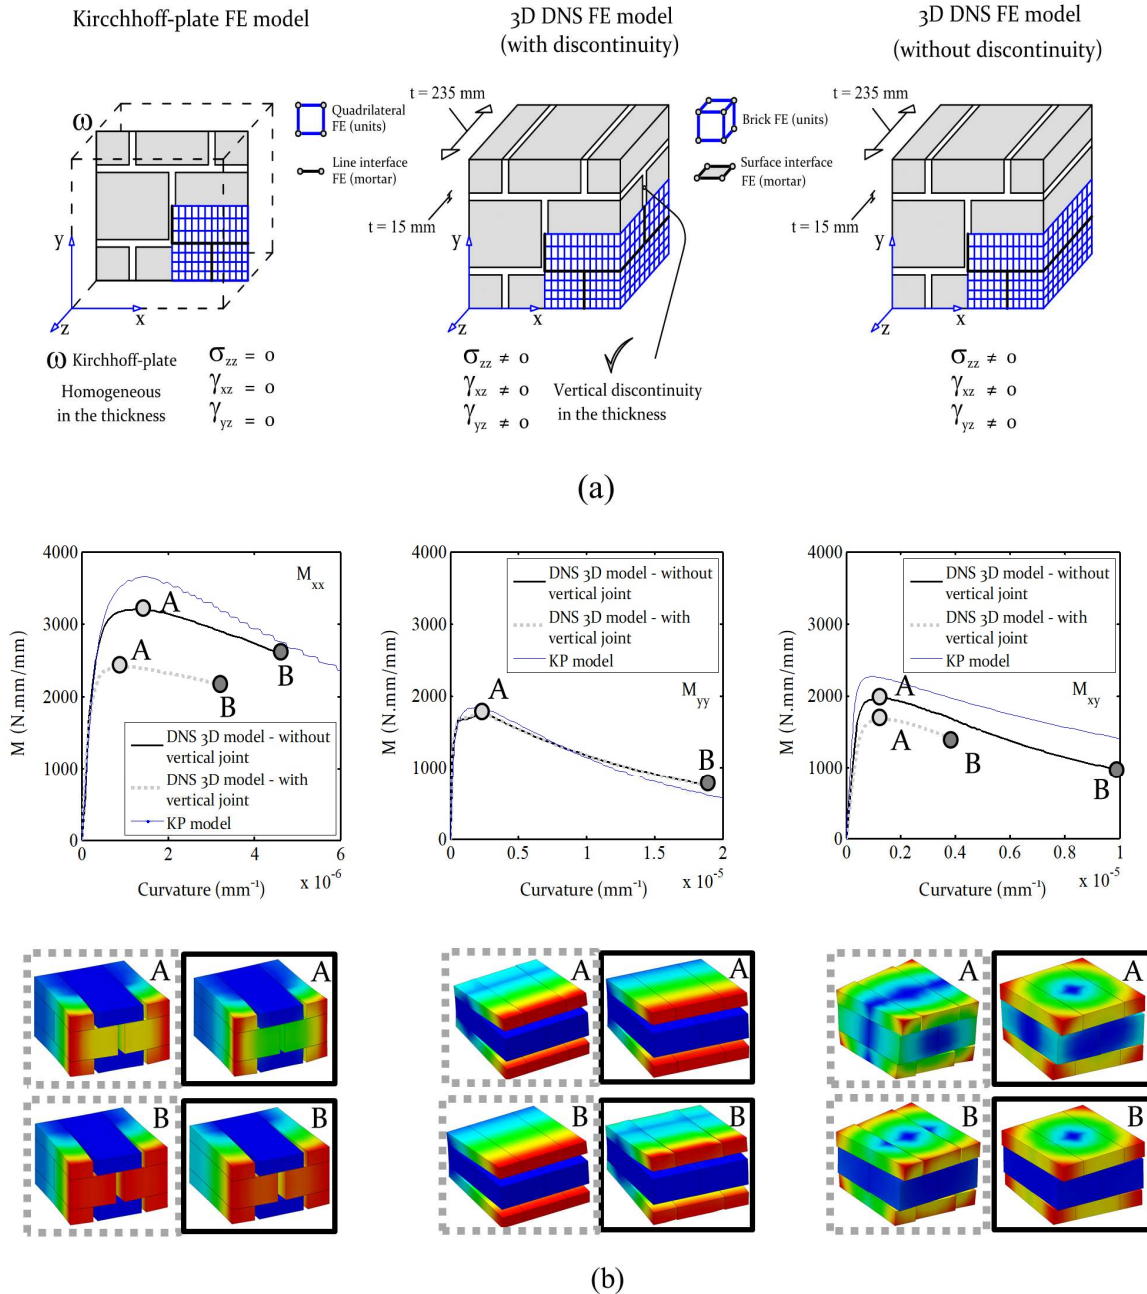 Kircchhoff-plate FE model
3D DNS FE model
(with discontinuity)
3D DNS FE model
(without discontinuity)
ω
Quadrilateral
FE (units)
Line interface
FE (mortar)
y
x
z
t = 235 mm
t = 15 mm
y
x
z
Brick FE (units)
Surface interface
FE (mortar)
t = 235 mm
t = 15 mm
y
x
z
ω Kirchhoff-plate
Homogeneous
in the thickness
σzz = 0
γxz = 0
γyz = 0
σzz ≠ 0
γxz ≠ 0
γyz ≠ 0
Vertical discontinuity
in the thickness
σzz ≠ 0
γxz ≠ 0
γyz ≠ 0
(a)
M (N.mm/mm)
4000
3000
2000
1000
0
Mxx
A
A
B
B
DNS 3D model - without
vertical joint
DNS 3D model - with
vertical joint
KP model
0 2 4 6
Curvature (mm⁻¹)
x 10⁻⁶
M (N.mm/mm)
4000
3000
2000
1000
0
DNS 3D model - without
vertical joint
DNS 3D model - with
vertical joint
KP model
Myy
A
B
0 0.5 1 1.5 2
Curvature (mm⁻¹)
x 10⁻⁵
M (N.mm/mm)
4000
3000
2000
1000
0
DNS 3D model - without
vertical joint
DNS 3D model - with
vertical joint
KP model
Mxy
A
A
B
B
0 0.2 0.4 0.6 0.8 1
Curvature (mm⁻¹)
x 10⁻⁵
A
A
A
A
A
A
B
B
B
B
B
B
(b)